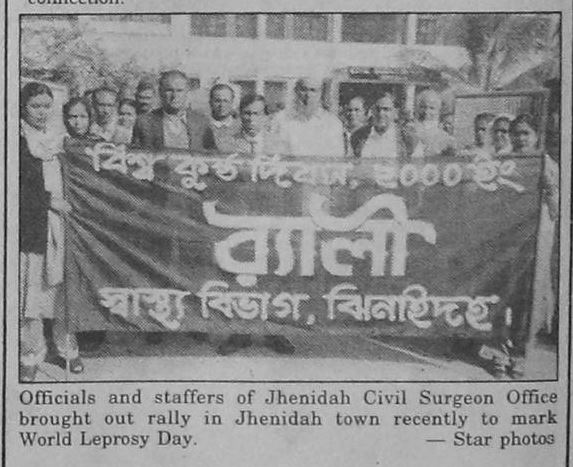 connection.
বিশ্ব কুষ্ঠ দিবস, ২০০০ ইং
র‍্যালী
স্বাস্থ্য বিভাগ, ঝিনাইদহ।
Officials and staffers of Jhenidah Civil Surgeon Office
brought out rally in Jhenidah town recently to mark
World Leprosy Day. — Star photos